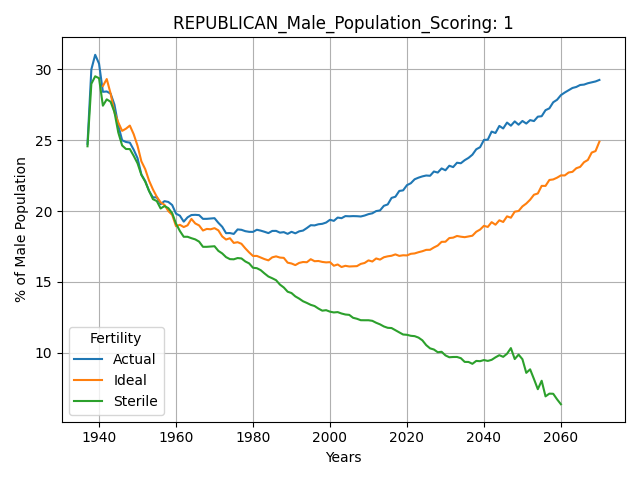 REPUBLICAN_Male_Population_Scoring: 1
% of Male Population
30
25
20
15
10
Fertility
Actual
Ideal
Sterile
1940 1960 1980 2000 2020 2040 2060
Years